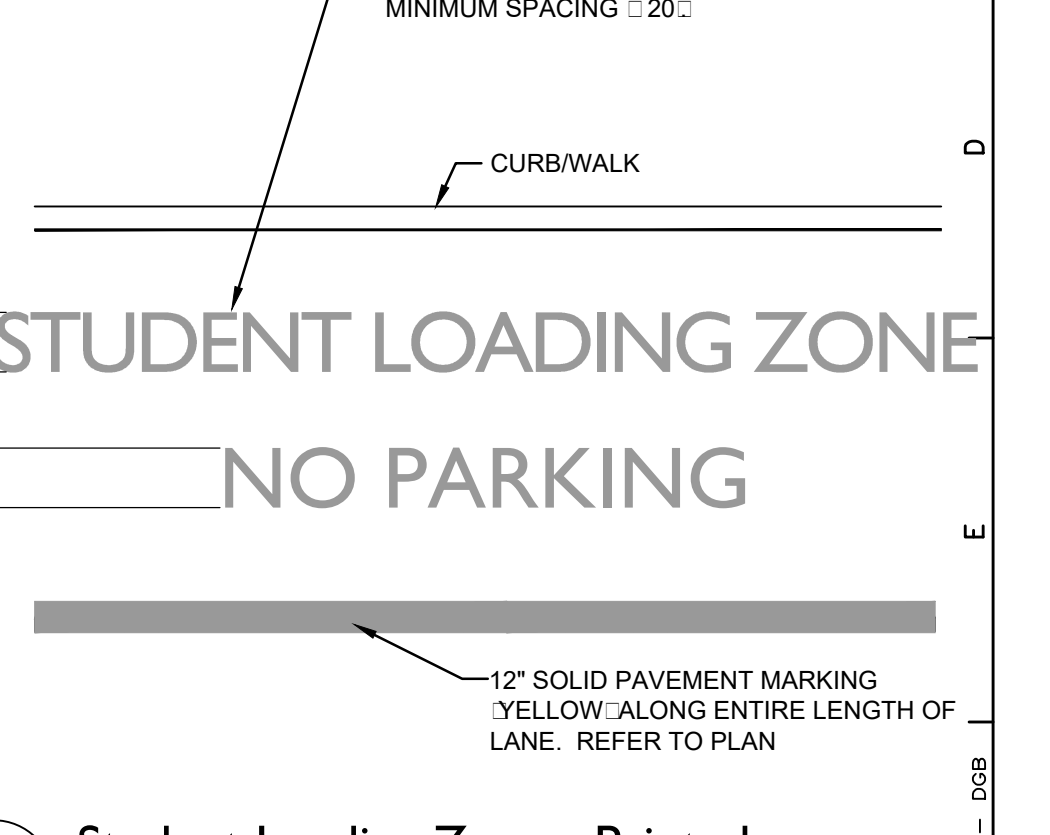 MINIMUM SPACING □ 20□
D
CURB/WALK
STUDENT LOADING ZONE
NO PARKING
E
12" SOLID PAVEMENT MARKING
□YELLOW□ALONG ENTIRE LENGTH OF
LANE. REFER TO PLAN
DGB